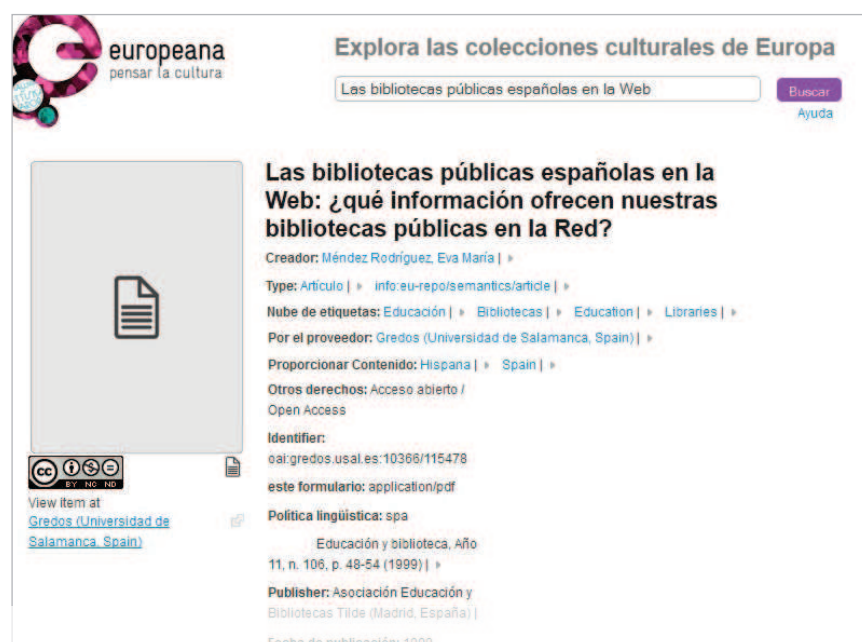 europeana
pensar la cultura
Explora las colecciones culturales de Europa
Las bibliotecas públicas españolas en la Web
Buscar
Ayuda
Las bibliotecas públicas españolas en la
Web: ¿qué información ofrecen nuestras
bibliotecas públicas en la Red?
Creador: Méndez Rodríguez, Eva María |
Type: Artículo | info:eu-repo/semantics/article |
Nube de etiquetas: Educación | Bibliotecas | Education | Libraries |
Por el proveedor: Gredos (Universidad de Salamanca, Spain) |
Proporcionar Contenido: Hispana | Spain |
Otros derechos: Acceso abierto /
Open Access
Identifier:
oai:gredos.usal.es:10366/115478
este formulario: application/pdf
Política lingüística: spa
Educación y biblioteca, Año
11, n. 106, p. 48-54 (1999) |
Publisher: Asociación Educación y
Bibliotecas Tilde (Madrid, España) |
Fecha de publicación: 1999
cc
BY NC ND
View item at
Gredos (Universidad de
Salamanca, Spain)